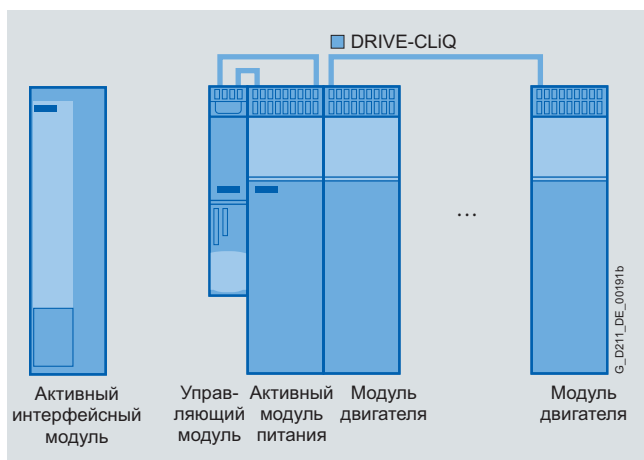 DRIVE-CLiQ
...
G_D211_DE_00191b
Активный
интерфейсный
модуль
Управ-
ляющий
модуль
Активный
модуль
питания
Модуль
двигателя
Модуль
двигателя